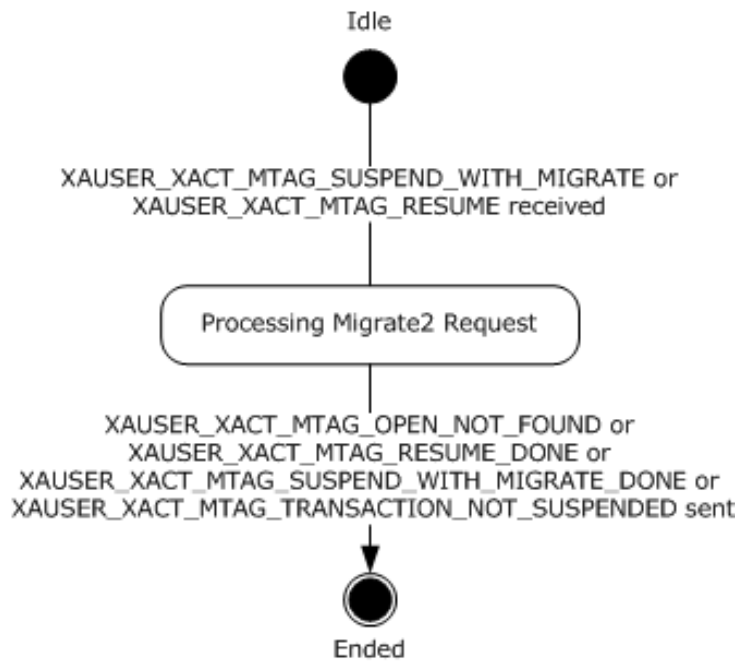 Idle
XAUSER_XACT_MTAG_SUSPEND_WITH_MIGRATE or
XAUSER_XACT_MTAG_RESUME received
Processing Migrate2 Request
XAUSER_XACT_MTAG_OPEN_NOT_FOUND or
XAUSER_XACT_MTAG_RESUME_DONE or
XAUSER_XACT_MTAG_SUSPEND_WITH_MIGRATE_DONE or
XAUSER_XACT_MTAG_TRANSACTION_NOT_SUSPENDED sent
Ended